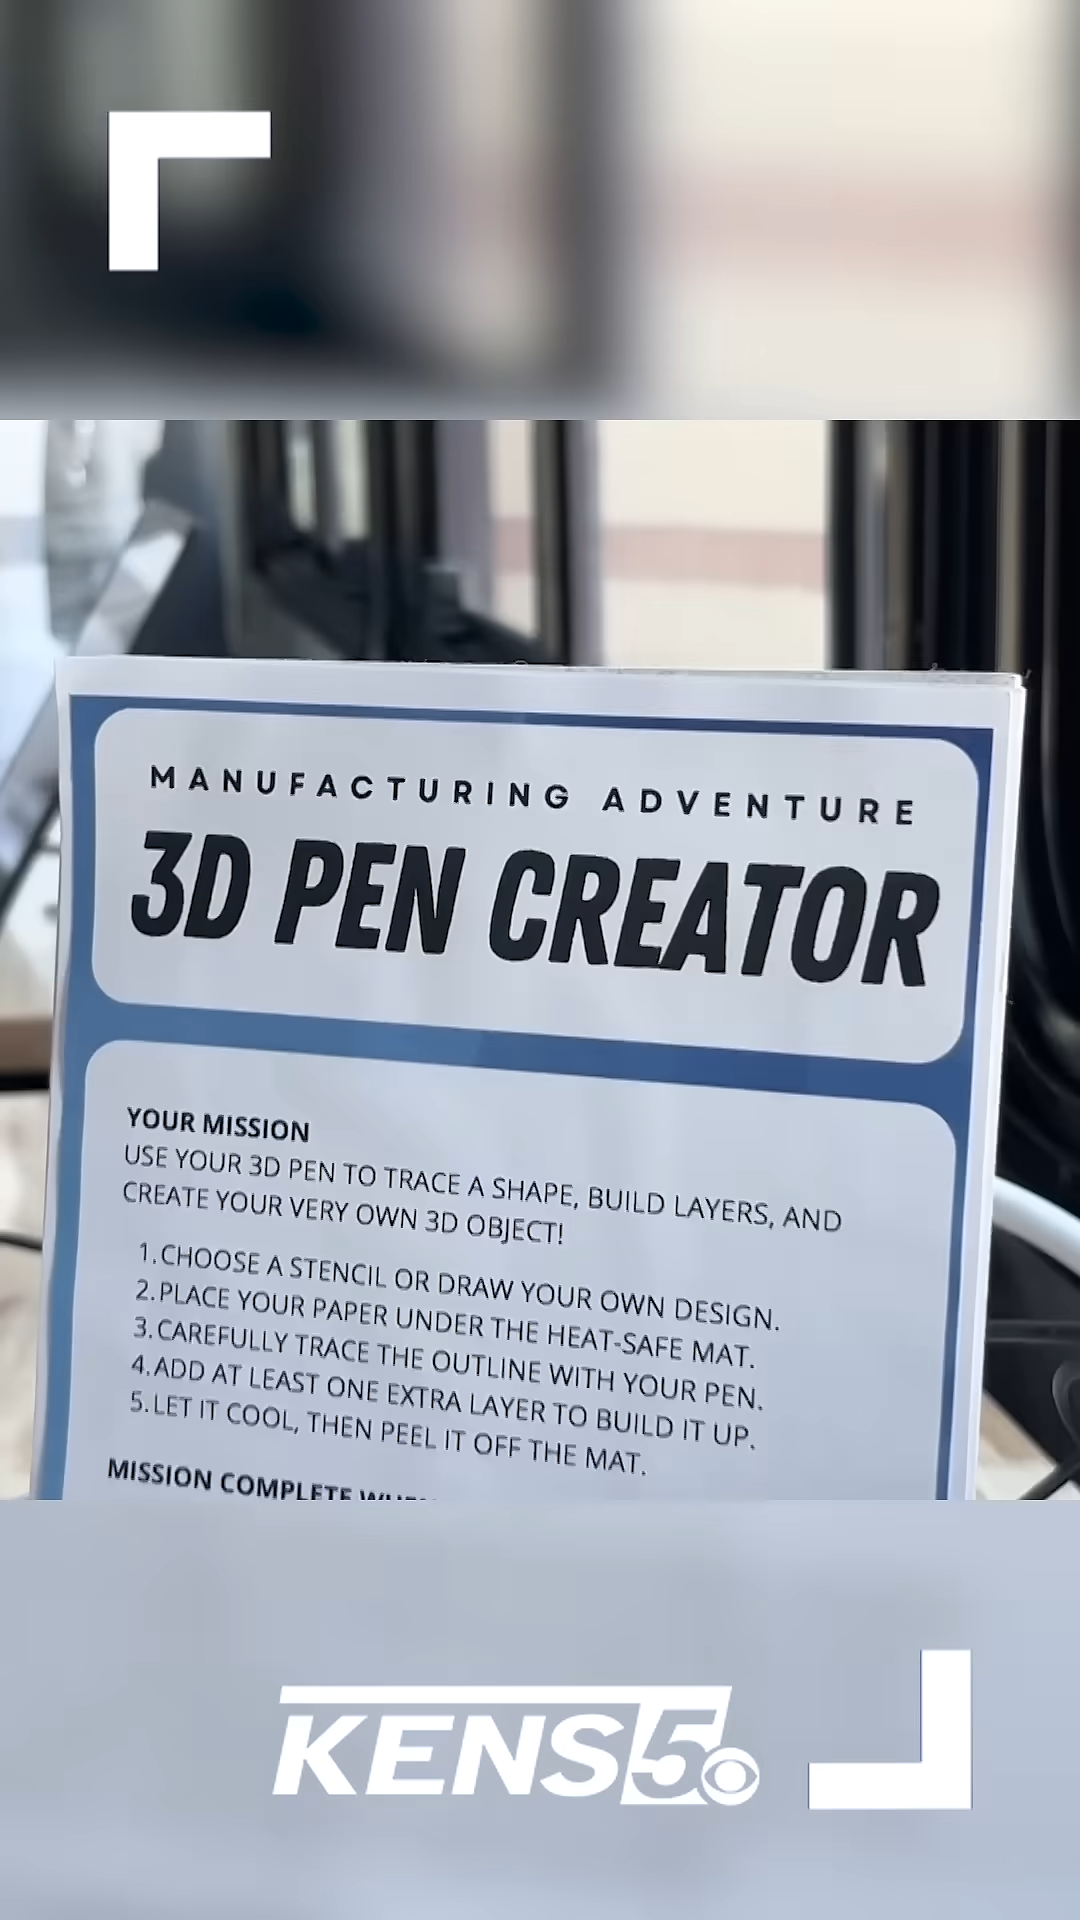 MANUFACTURING ADVENTURE
3D PEN CREATOR
YOUR MISSION
USE YOUR 3D PEN TO TRACE A SHAPE, BUILD LAYERS, AND
CREATE YOUR VERY OWN 3D OBJECT!
1. CHOOSE A STENCIL OR DRAW YOUR OWN DESIGN.
2. PLACE YOUR PAPER UNDER THE HEAT-SAFE MAT.
3. CAREFULLY TRACE THE OUTLINE WITH YOUR PEN.
4. ADD AT LEAST ONE EXTRA LAYER TO BUILD IT UP.
5. LET IT COOL, THEN PEEL IT OFF THE MAT.
MISSION COMPLETE
KENS5